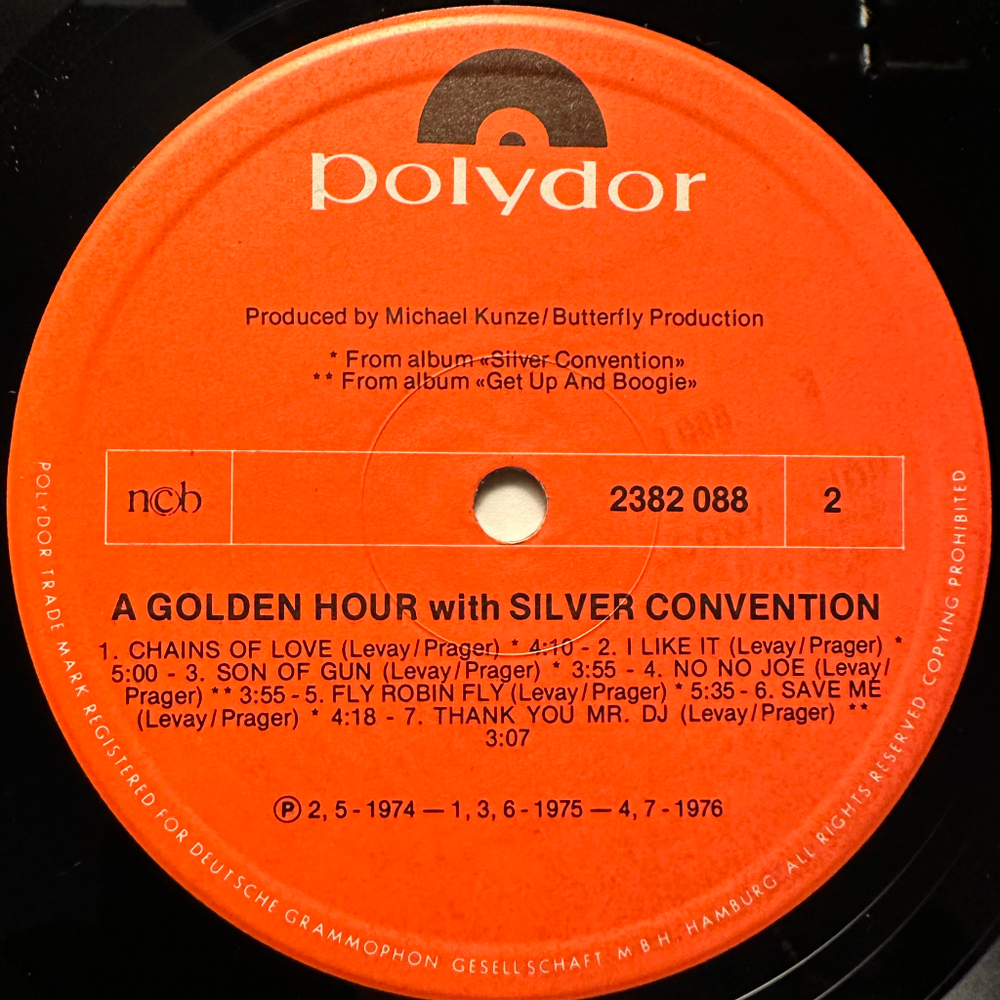 polydor
Produced by Michael Kunze/Butterfly Production
* From album «Silver Convention»
** From album «Get Up And Boogie»
ncb
2382 088
2
A GOLDEN HOUR with SILVER CONVENTION
1. CHAINS OF LOVE (Levay/Prager) * 4:10 - 2. I LIKE IT (Levay/Prager) *
5:00 - 3. SON OF GUN (Levay/Prager) * 3:55 - 4. NO NO JOE (Levay/
Prager) ** 3:55 - 5. FLY ROBIN FLY (Levay/Prager) * 5:35 - 6. SAVE ME
(Levay/Prager) * 4:18 - 7. THANK YOU MR. DJ (Levay/Prager) **
3:07
Ⓟ 2, 5 - 1974 — 1, 3, 6 - 1975 — 4, 7 - 1976
POLYDOR TRADE MARK REGISTERED FOR DEUTSCHE GRAMMOPHON GESELLSCHAFT M B H, HAMBURG ALL RIGHTS RESERVED COPYING PROHIBITED